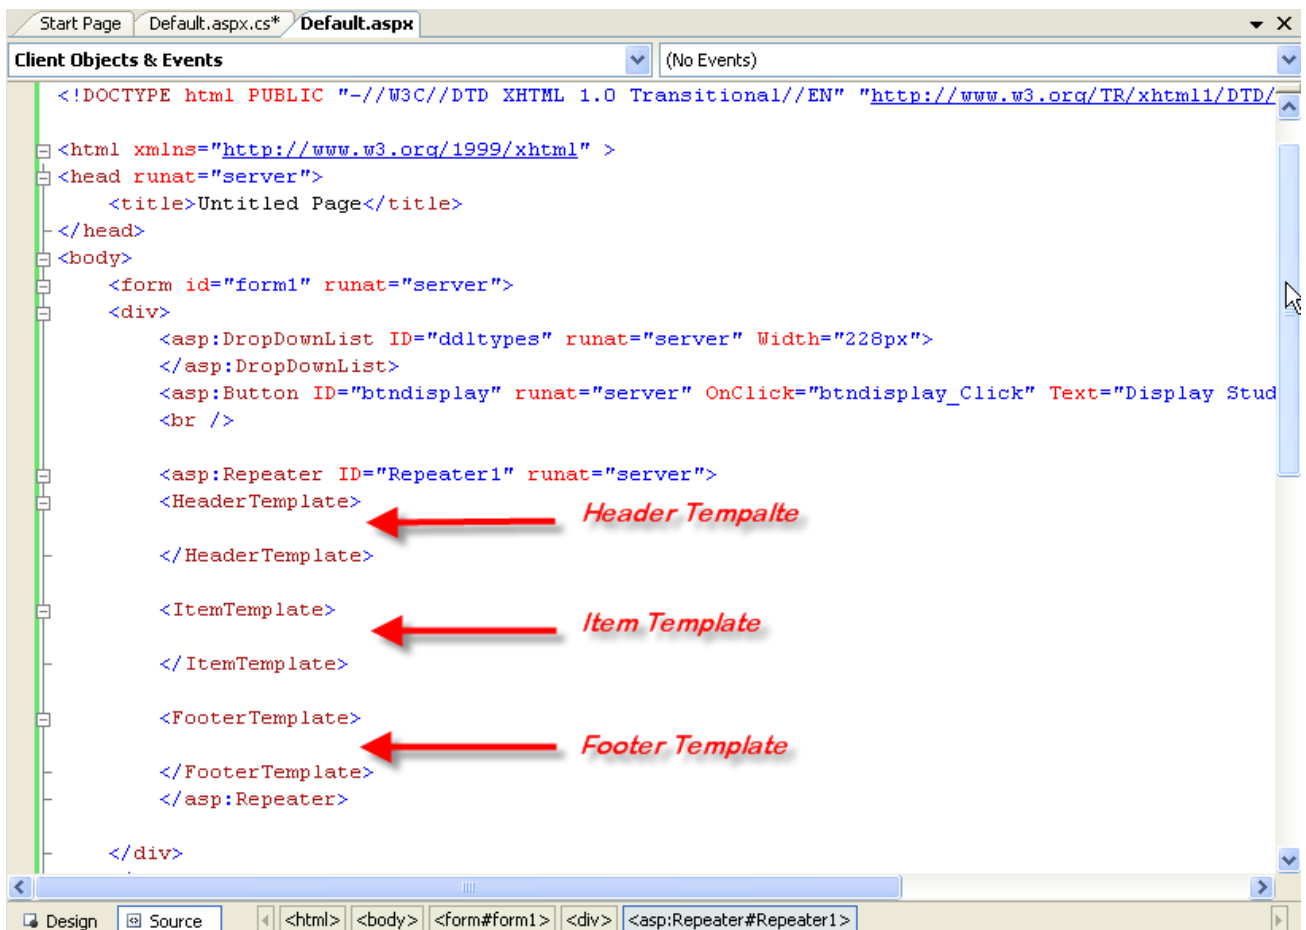 Start Page Default.aspx.cs* Default.aspx
Client Objects & Events (No Events)
<!DOCTYPE html PUBLIC "-//W3C//DTD XHTML 1.0 Transitional//EN" "http://www.w3.org/TR/xhtml1/DTD/
<html xmlns="http://www.w3.org/1999/xhtml" >
<head runat="server">
<title>Untitled Page</title>
</head>
<body>
<form id="form1" runat="server">
<div>
<asp:DropDownList ID="ddltypes" runat="server" Width="228px">
</asp:DropDownList>
<asp:Button ID="btndisplay" runat="server" OnClick="btndisplay_Click" Text="Display Stud
<br />
<asp:Repeater ID="Repeater1" runat="server">
<HeaderTemplate>
Header Tempalte
</HeaderTemplate>
<ItemTemplate>
Item Template
</ItemTemplate>
<FooterTemplate>
Footer Template
</FooterTemplate>
</asp:Repeater>
</div>
Design Source <html> <body> <form#form1> <div> <asp:Repeater#Repeater1>